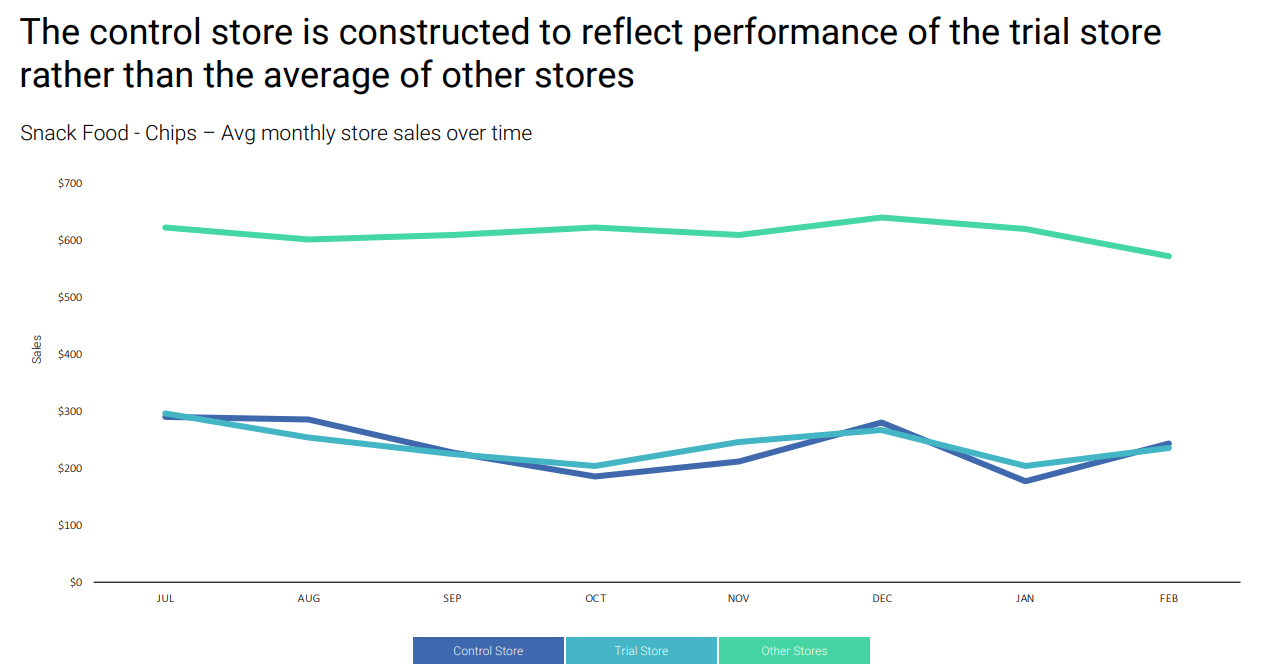 The control store is constructed to reflect performance of the trial store
rather than the average of other stores
Snack Food - Chips – Avg monthly store sales over time
$700
$600
$500
Sales
$400
$300
$200
$100
$0
JUL AUG SEP OCT NOV DEC JAN FEB
Control Store Trial Store Other Stores